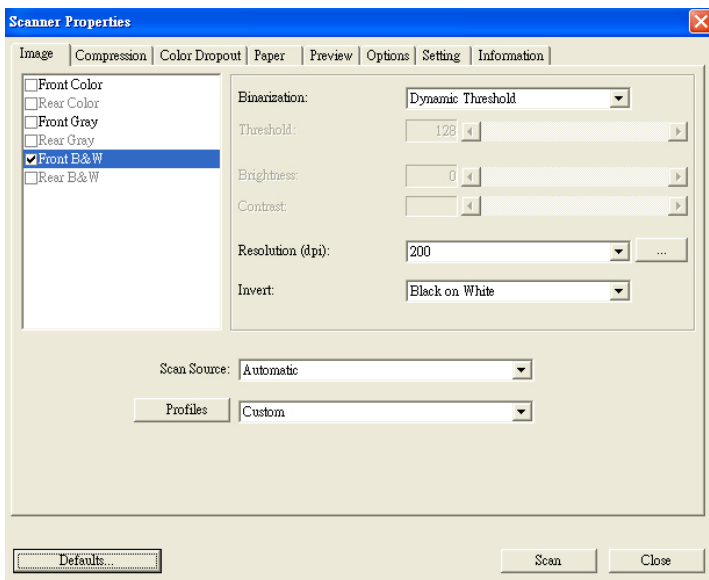 Scanner Properties
Image Compression Color Dropout Paper Preview Options Setting Information
Front Color
Rear Color
Front Gray
Rear Gray
Front B&W
Rear B&W
Binarization: Dynamic Threshold
Threshold: 128
Brightness: 0
Contrast:
Resolution (dpi): 200 ...
Invert: Black on White
Scan Source: Automatic
Profiles Custom
Defaults... Scan Close